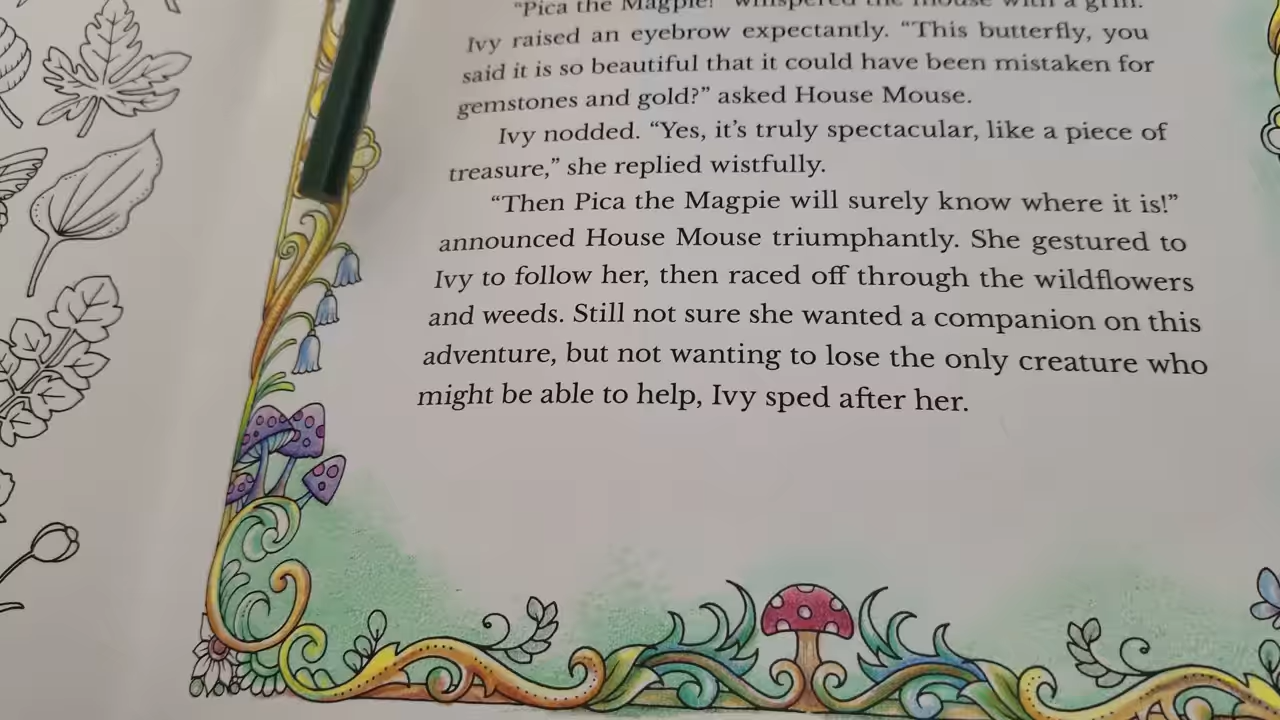 "Pica the Magpie!" whispered the mouse with a grin.
Ivy raised an eyebrow expectantly. "This butterfly, you
said it is so beautiful that it could have been mistaken for
gemstones and gold?" asked House Mouse.
Ivy nodded. "Yes, it's truly spectacular, like a piece of
treasure," she replied wistfully.
"Then Pica the Magpie will surely know where it is!"
announced House Mouse triumphantly. She gestured to
Ivy to follow her, then raced off through the wildflowers
and weeds. Still not sure she wanted a companion on this
adventure, but not wanting to lose the only creature who
might be able to help, Ivy sped after her.